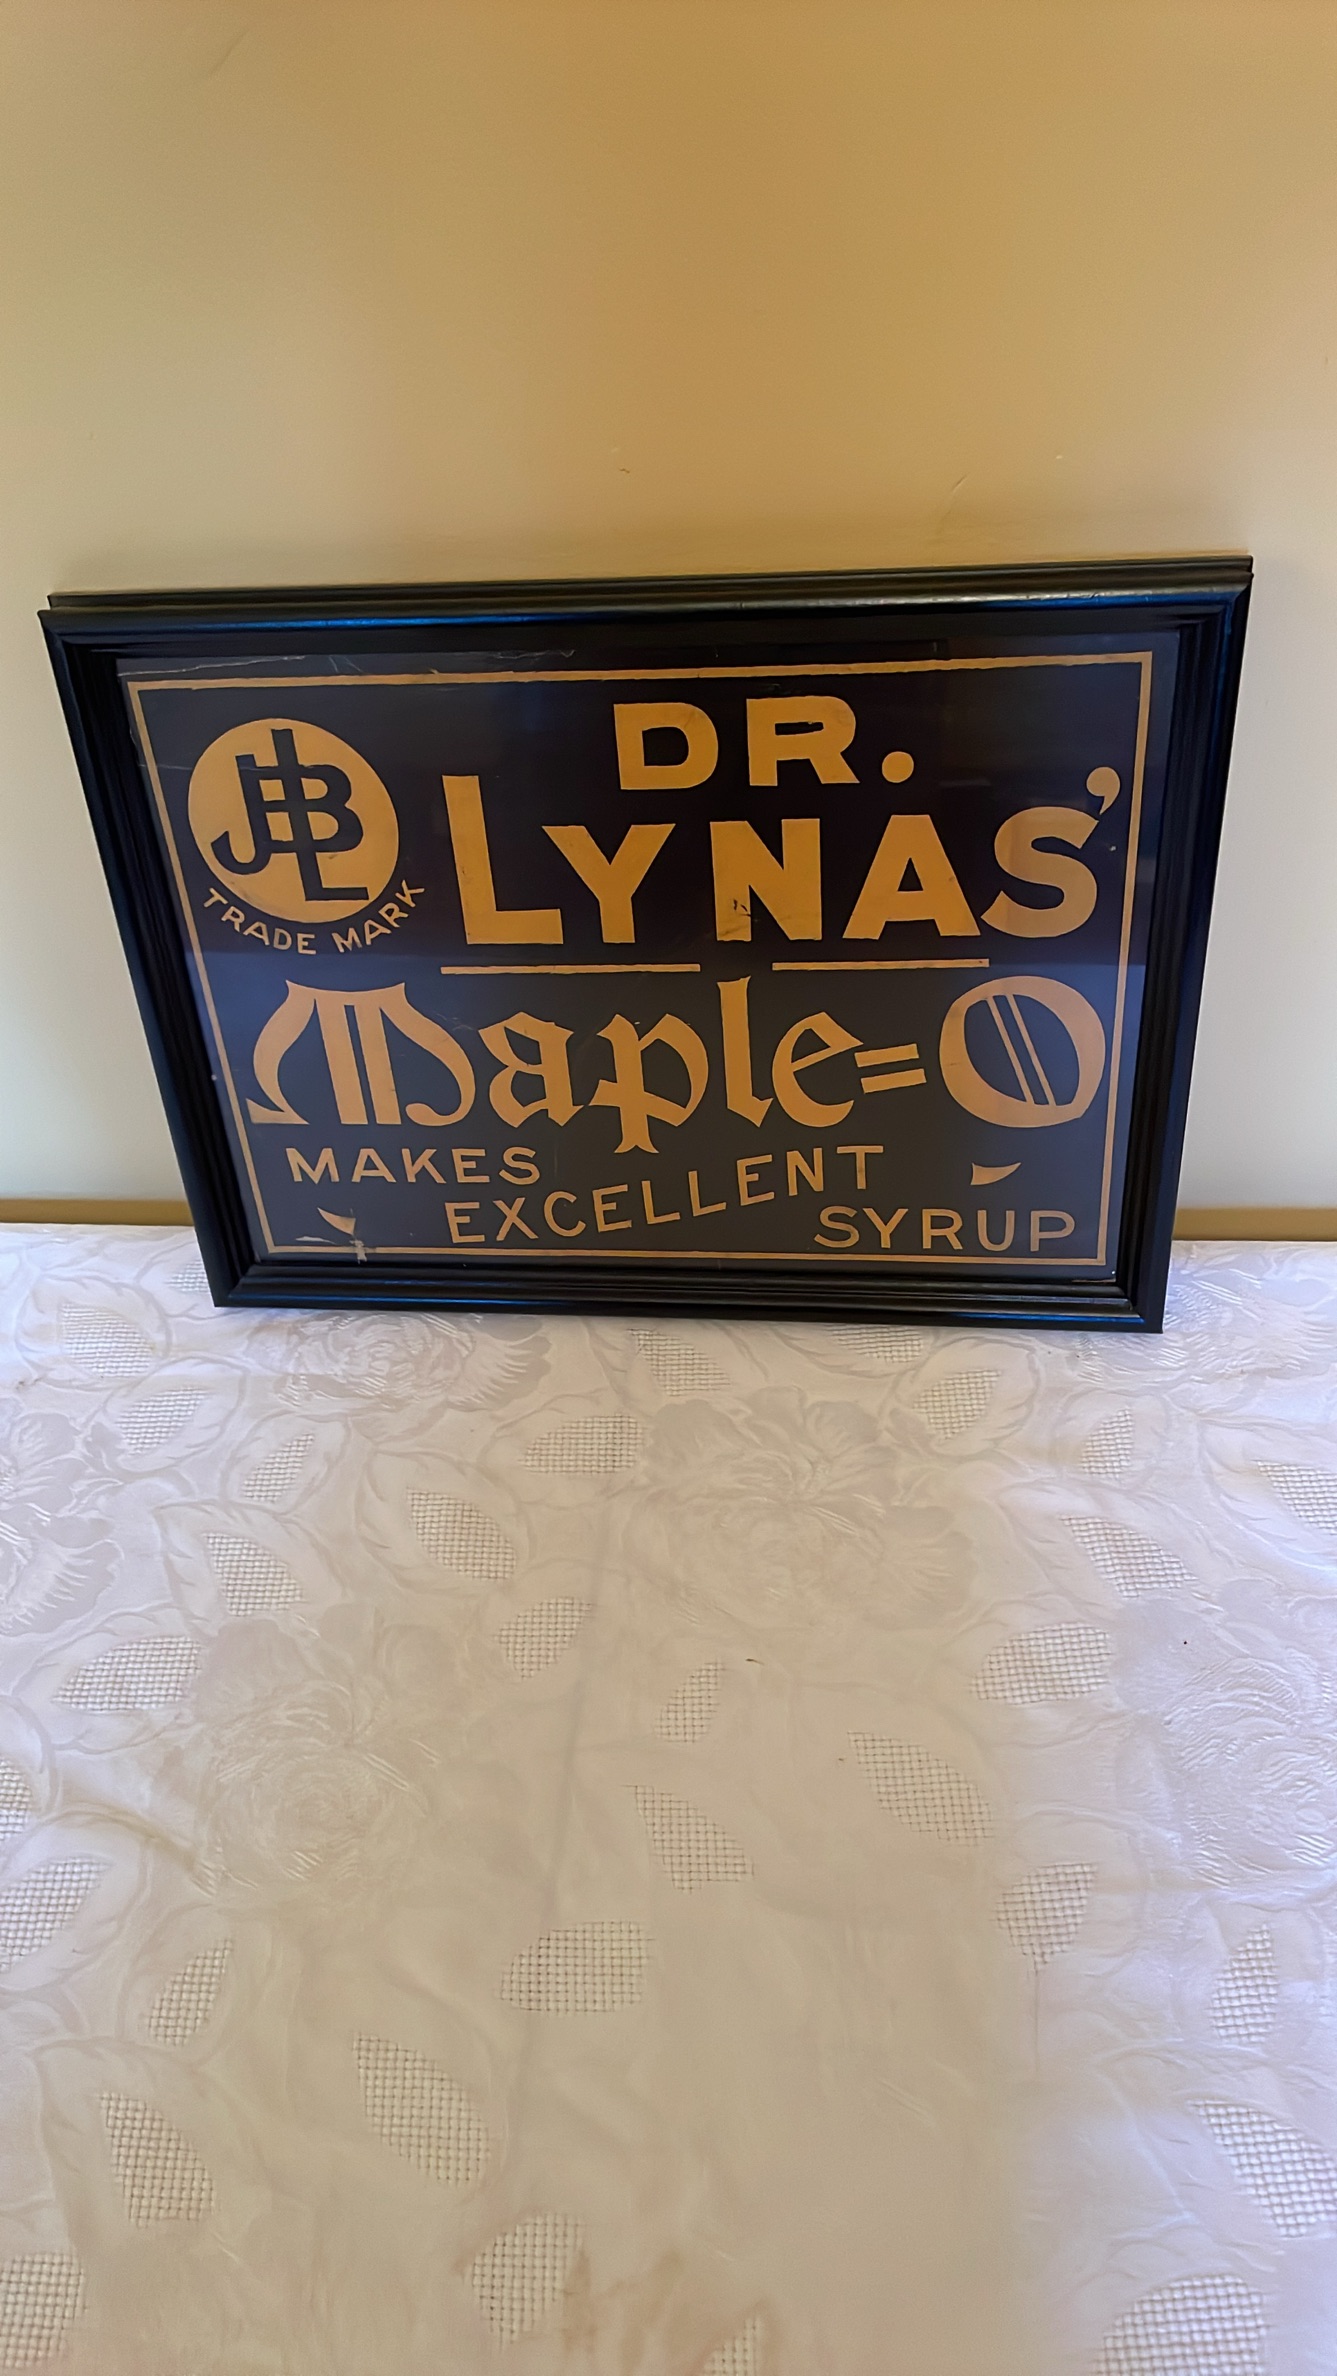 DR.
LYNAS'
JBL
TRADE MARK
Maple=O
MAKES EXCELLENT SYRUP